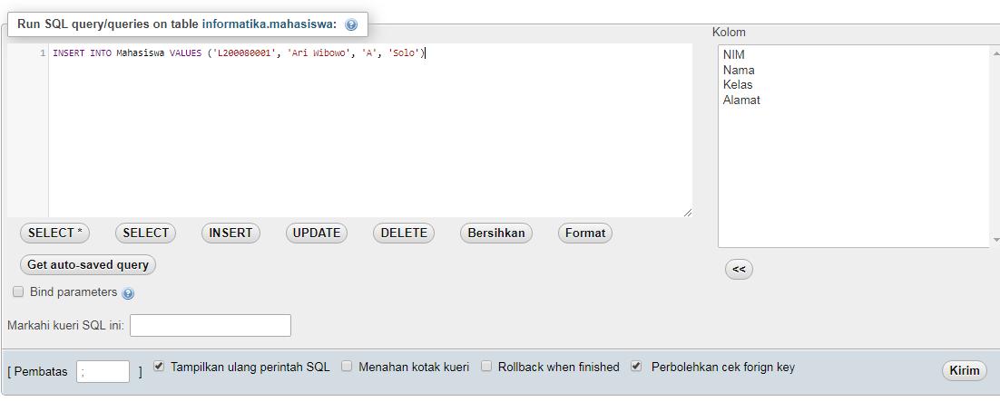 Run SQL query/queries on table informatika.mahasiswa:
Kolom
1 INSERT INTO Mahasiswa VALUES ('L200080001', 'Ari Wibowo', 'A', 'Solo')
NIM
Nama
Kelas
Alamat
SELECT * SELECT INSERT UPDATE DELETE Bersihkan Format
Get auto-saved query
<<
Bind parameters
Markahi kueri SQL ini:
[ Pembatas ; ] Tampilkan ulang perintah SQL Menahan kotak kueri Rollback when finished Perbolehkan cek forign key Kirim